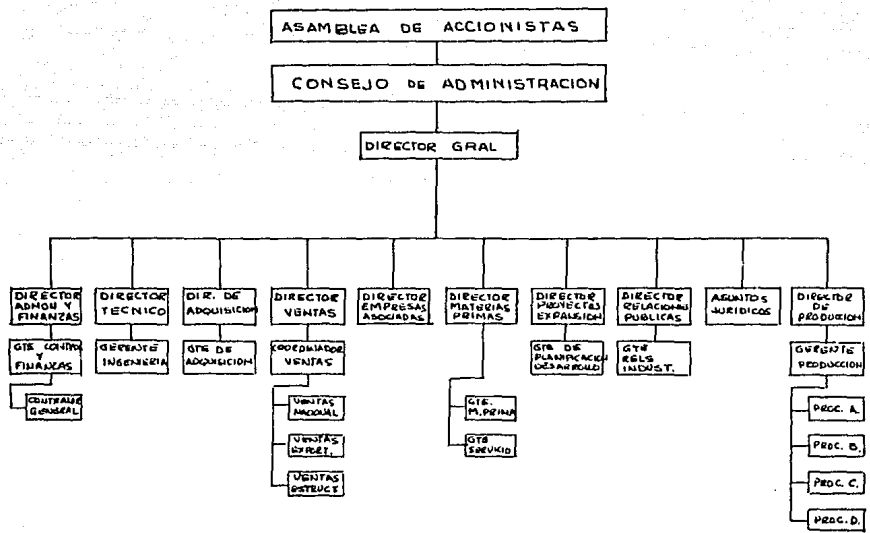 ASAMBLEA DE ACCIONISTAS
CONSEJO DE ADMINISTRACION
DIRECTOR GRAL
DIRECTOR
ADMON Y
FINANZAS
DIRECTOR
TECNICO
DIR. DE
ADQUISICION
DIRECTOR
VENTAS
DIRECTOR
EMPRESAS
ASOCIADAS
DIRECTOR
MATERIAS
PRIMAS
DIRECTOR
PROYECTOS
EXPANSION
DIRECTOR
RELACIONES
PUBLICAS
ASUNTOS
JURIDICOS
DIRECTOR
DE
PRODUCCION
GTE CONTROL
Y
FINANZAS
GERENTE
INGENIERIA
GTE DE
ADQUISICION
COORDINADOR
VENTAS
GTE DE
PLANIFICACION
DESARROLLO
GTE
RELS
INDUST.
GERENTE
PRODUCCION
CONTRALOR
GENERAL
VENTAS
NACIONAL
VENTAS
EXPORT.
VENTAS
ESTRUCT
GTE.
M. PRIMA
GTE
SERVICIO
PROC. A.
PROC. B.
PROC. C.
PROC. D.